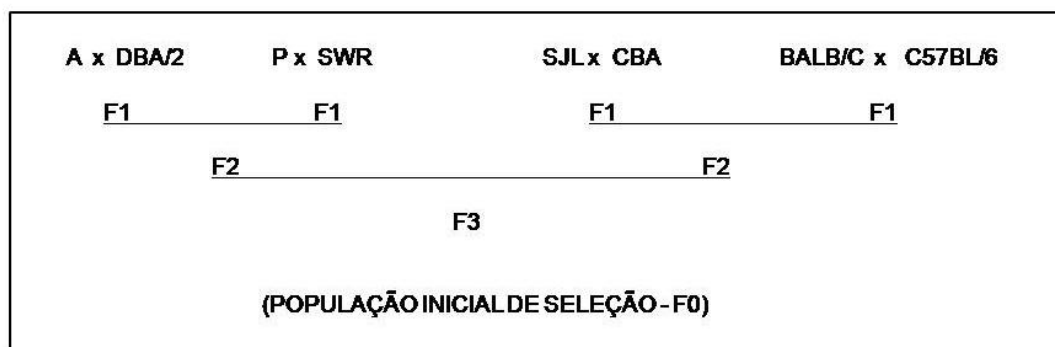 A x DBA/2 P x SWR SJL x CBA BALB/C x C57BL/6
F1 F1 F1 F1
F2 F2
F3
(POPULAÇÃO INICIAL DE SELEÇÃO - F0)